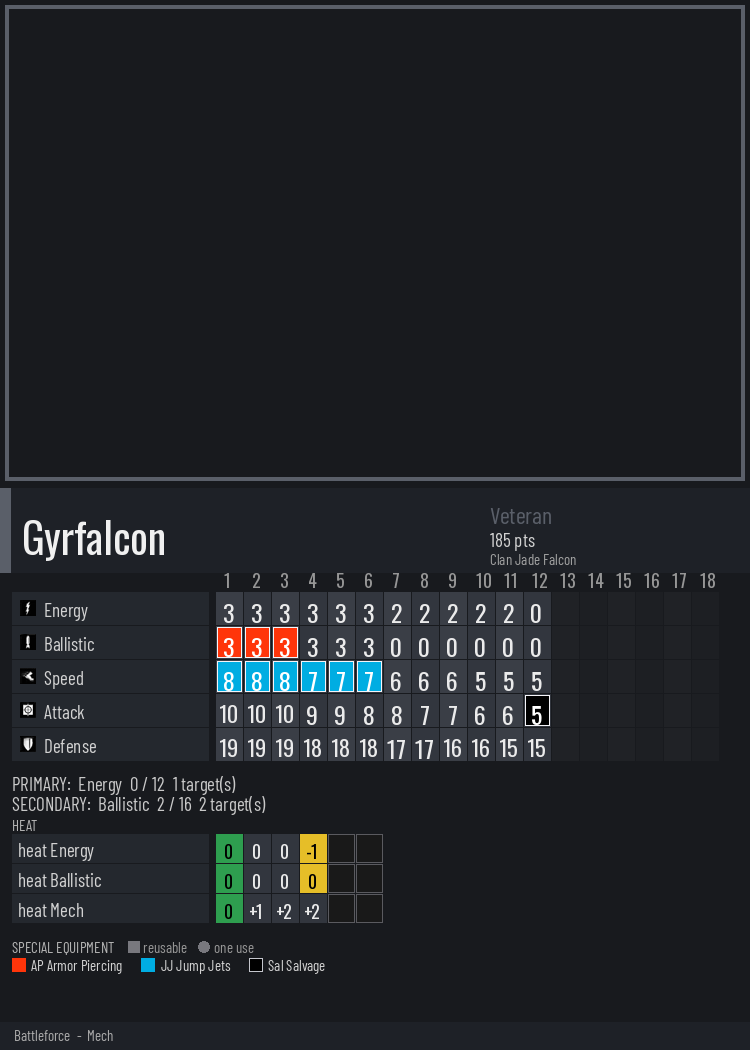 Gyrfalcon
Veteran
185 pts
Clan Jade Falcon
1 2 3 4 5 6 7 8 9 10 11 12 13 14 15 16 17 18
Energy 3 3 3 3 3 3 2 2 2 2 2 0
Ballistic 3 3 3 3 3 3 0 0 0 0 0 0
Speed 8 8 8 7 7 7 6 6 6 5 5 5
Attack 10 10 10 9 9 8 8 7 7 6 6 5
Defense 19 19 19 18 18 18 17 17 16 16 15 15
PRIMARY: Energy 0 / 12 1 target(s)
SECONDARY: Ballistic 2 / 16 2 target(s)
HEAT
heat Energy 0 0 0 -1
heat Ballistic 0 0 0 0
heat Mech 0 +1 +2 +2
SPECIAL EQUIPMENT reusable one use
AP Armor Piercing JJ Jump Jets Sal Salvage
Battleforce - Mech